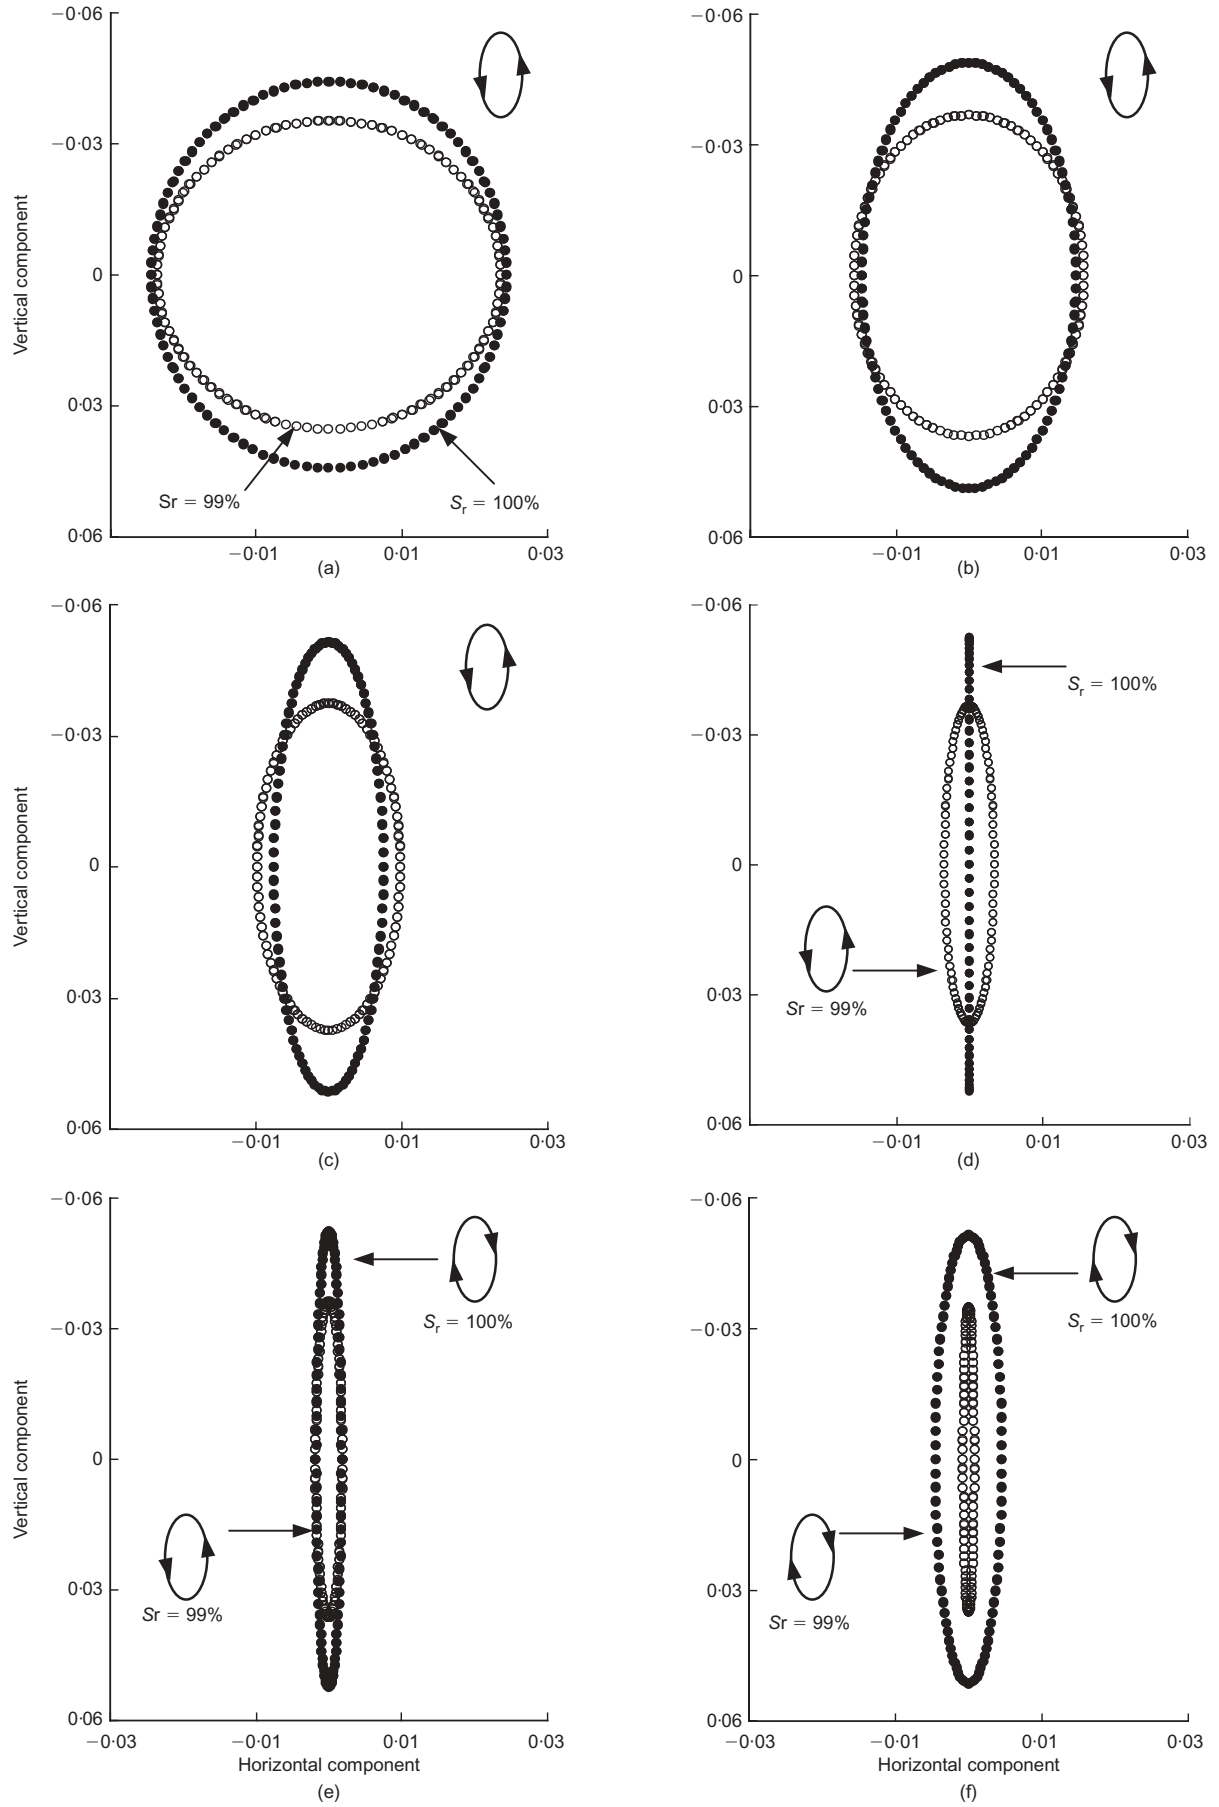 −0·06
−0·03
0
0·03
0·06
Vertical component
Sr = 99%
Sr = 100%
−0·01 0·01 0·03
(a)
−0·06
−0·03
0
0·03
0·06
−0·01 0·01 0·03
(b)
−0·06
−0·03
0
0·03
0·06
Vertical component
−0·01 0·01 0·03
(c)
−0·06
−0·03
0
0·03
0·06
Sr = 100%
Sr = 99%
−0·01 0·01 0·03
(d)
−0·06
−0·03
0
0·03
0·06
Vertical component
Sr = 100%
Sr = 99%
−0·03 −0·01 0·01 0·03
Horizontal component
(e)
−0·06
−0·03
0
0·03
0·06
Sr = 100%
Sr = 99%
−0·03 −0·01 0·01 0·03
Horizontal component
(f)